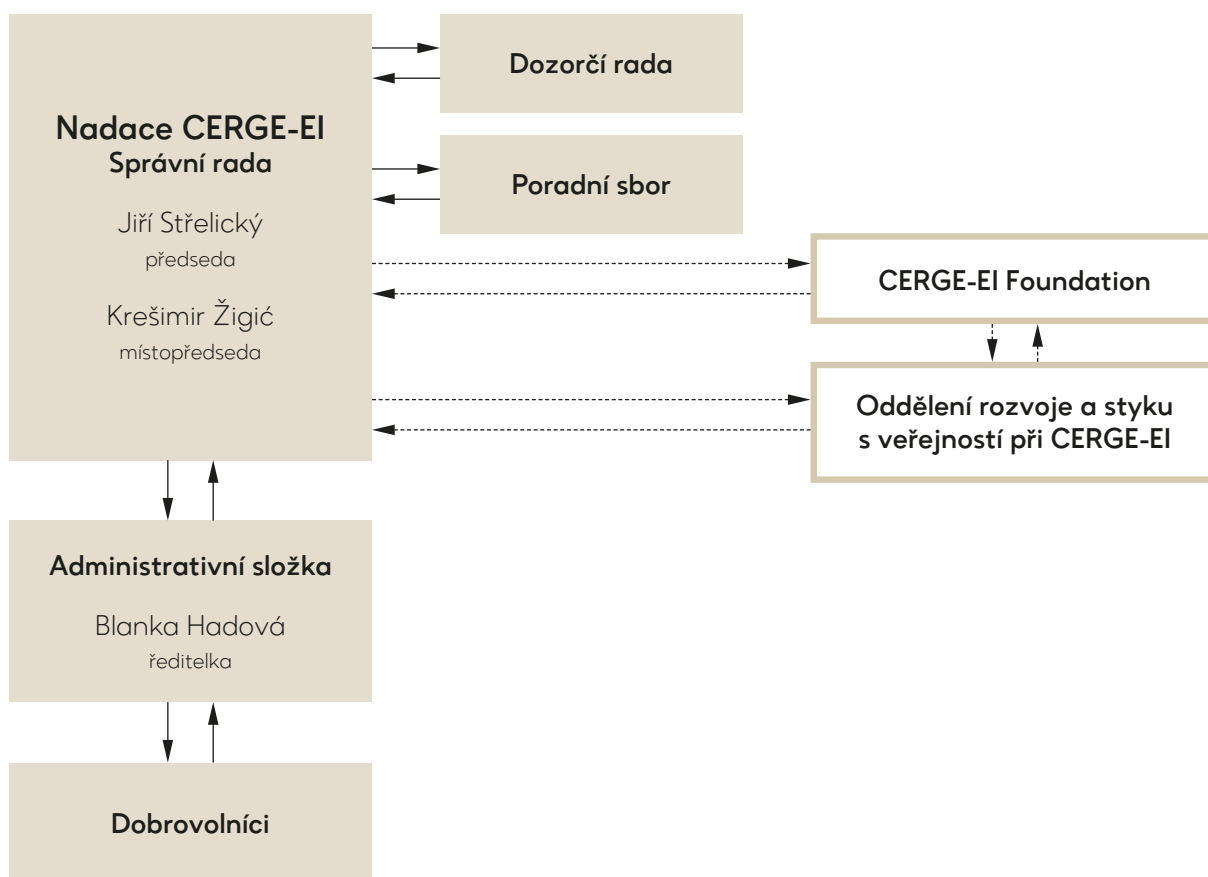 Nadace CERGE-EI
Správní rada
Jiří Střelický
předseda
Krešimir Žigić
místopředseda
Dozorčí rada
Poradní sbor
CERGE-EI Foundation
Oddělení rozvoje a styku
s veřejností při CERGE-EI
Administrativní složka
Blanka Hadová
ředitelka
Dobrovolníci